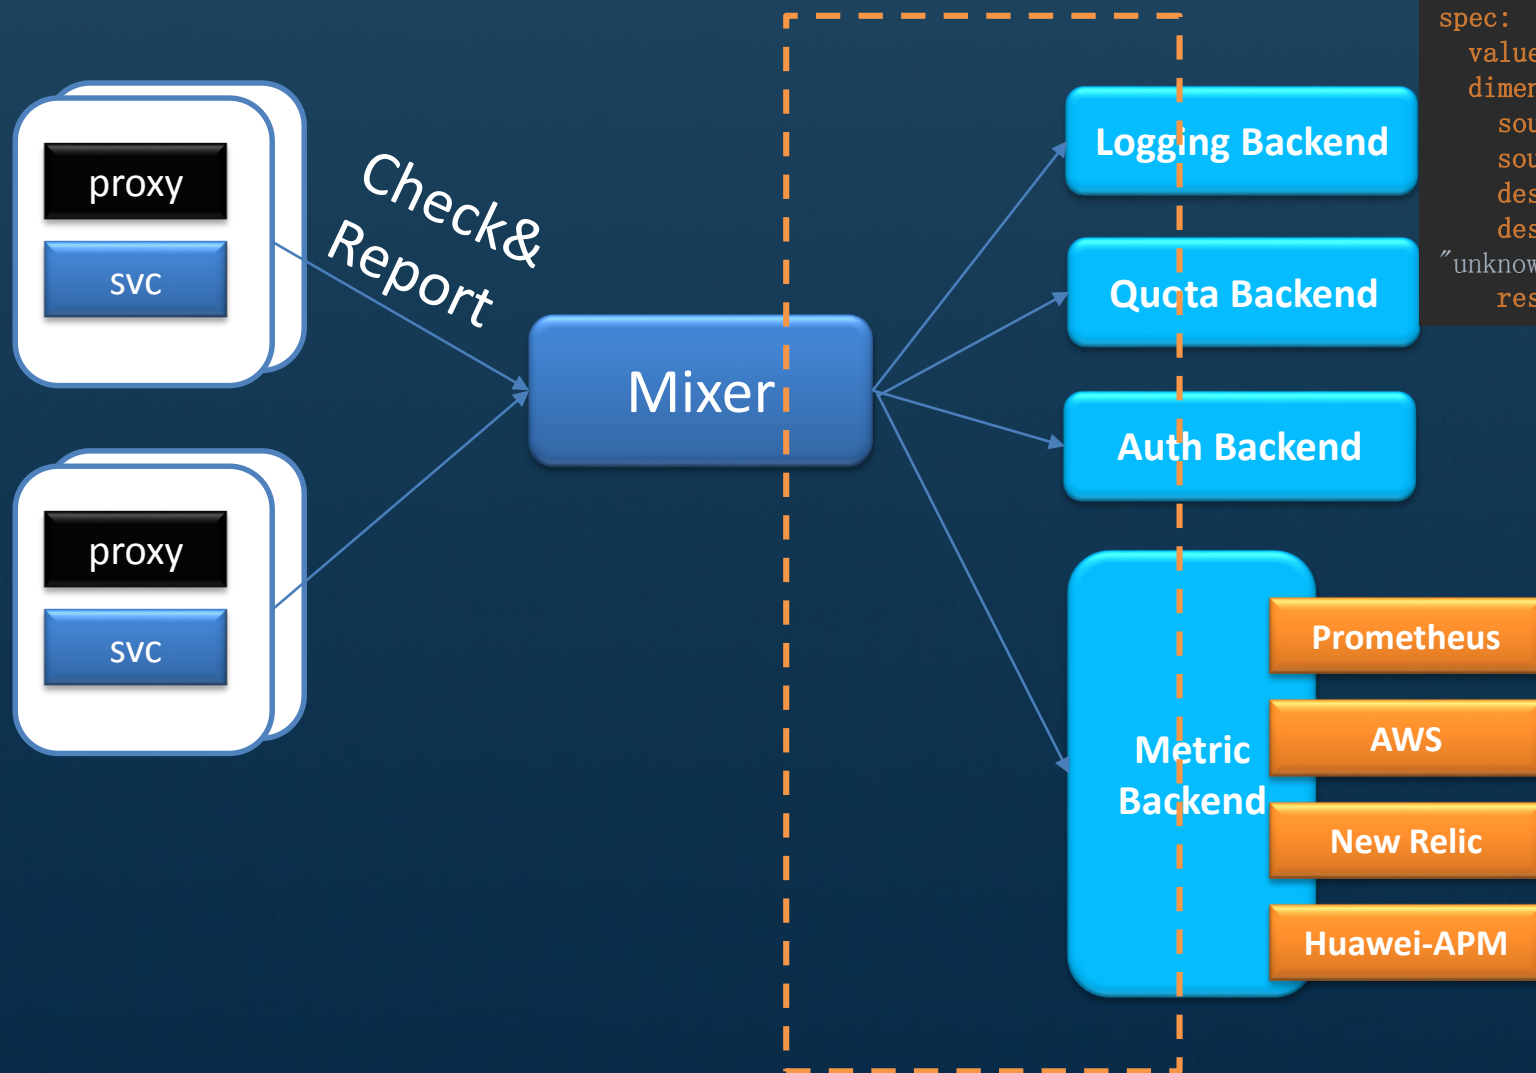 proxy
svc
Check&
Report
proxy
svc
Mixer
Logging Backend
Quota Backend
Auth Backend
Metric
Backend
Prometheus
AWS
New Relic
Huawei-APM
spec: